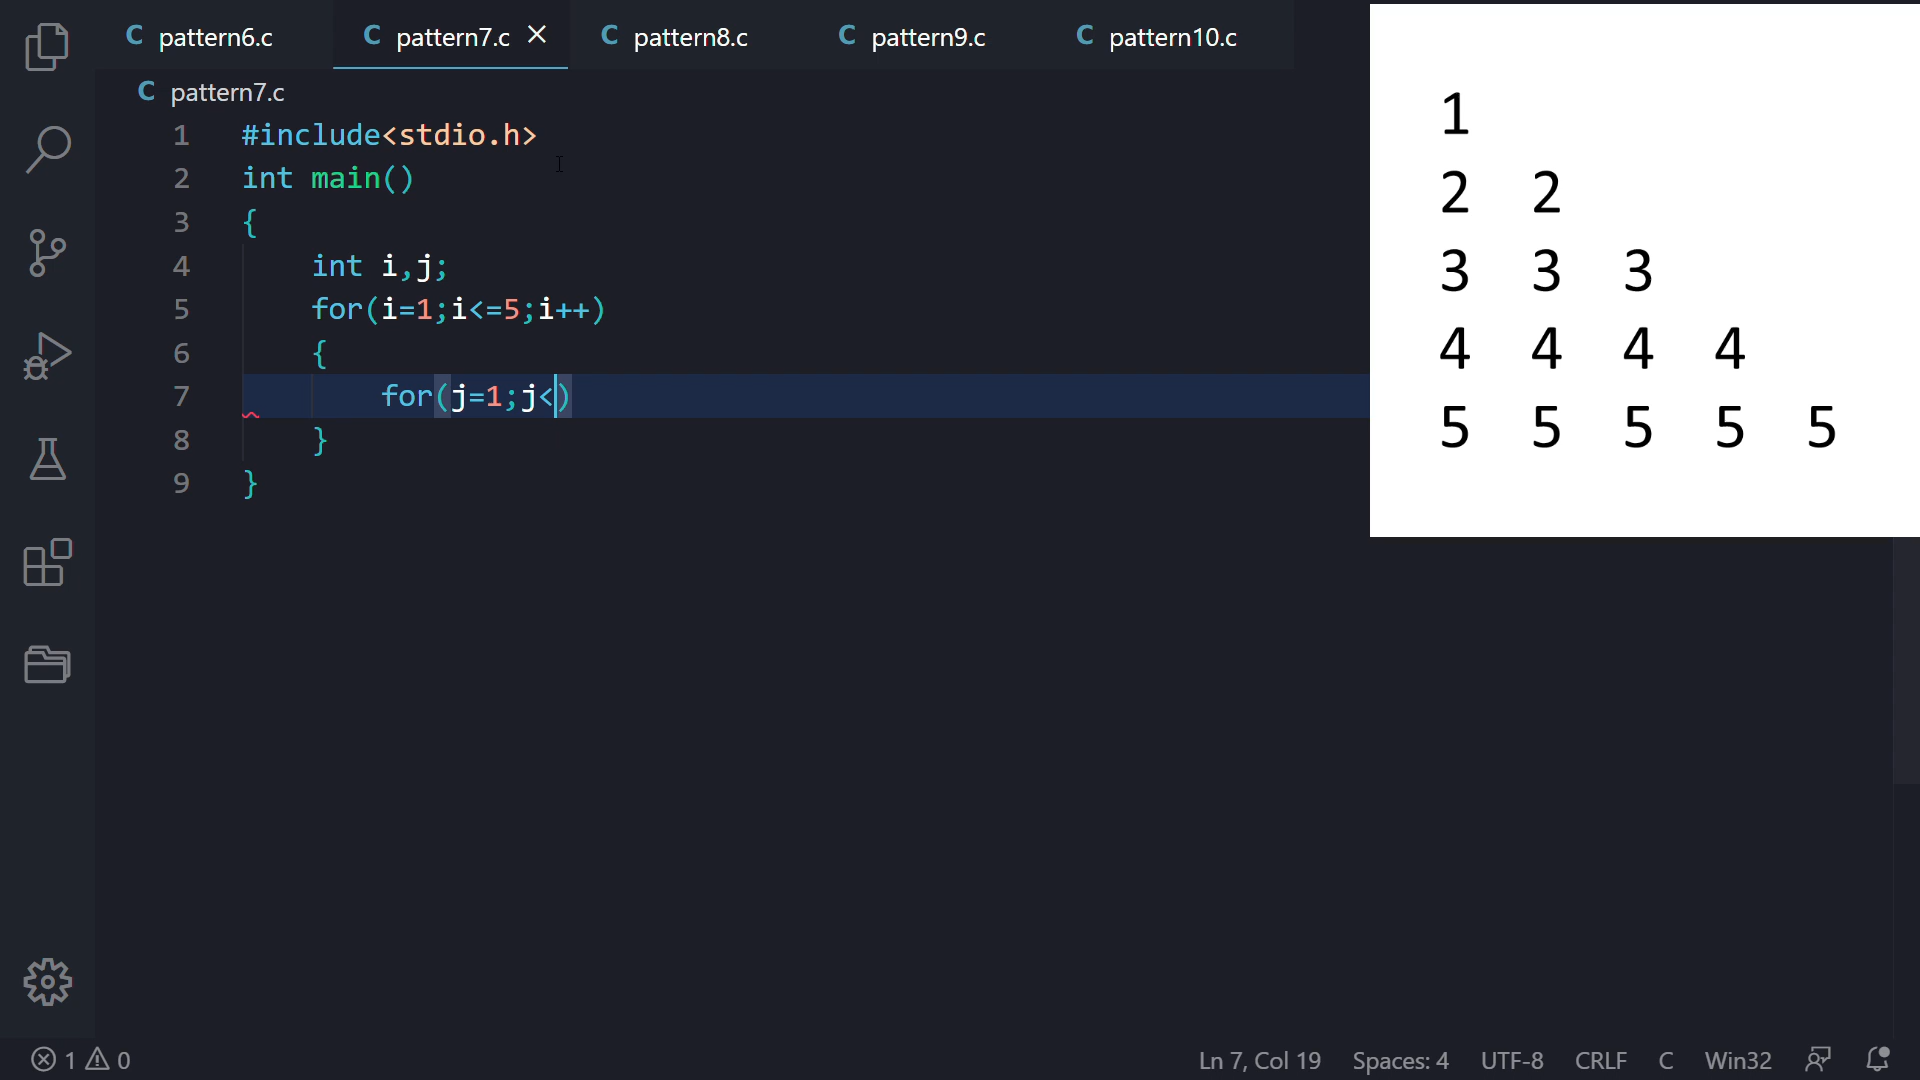 C pattern6.c C pattern7.c C pattern8.c C pattern9.c C pattern10.c
C pattern7.c
1 #include<stdio.h>
2 int main()
3 {
4 int i,j;
5 for(i=1;i<=5;i++)
6 {
7 for(j=1;j<)
8 }
9 }
1
2 2
3 3 3
4 4 4 4
5 5 5 5 5
1 0 Ln 7, Col 19 Spaces: 4 UTF-8 CRLF C Win32